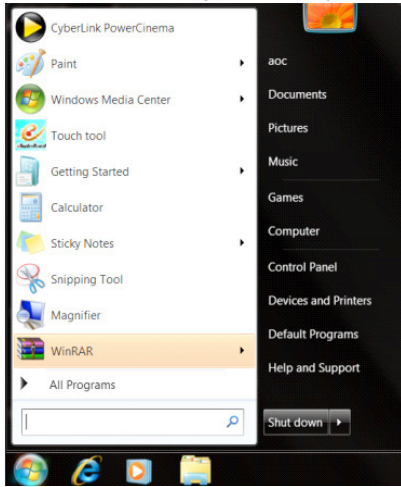 CyberLink PowerCinema
Paint
Windows Media Center
Touch tool
Getting Started
Calculator
Sticky Notes
Snipping Tool
Magnifier
WinRAR
All Programs
aoc
Documents
Pictures
Music
Games
Computer
Control Panel
Devices and Printers
Default Programs
Help and Support
Shut down